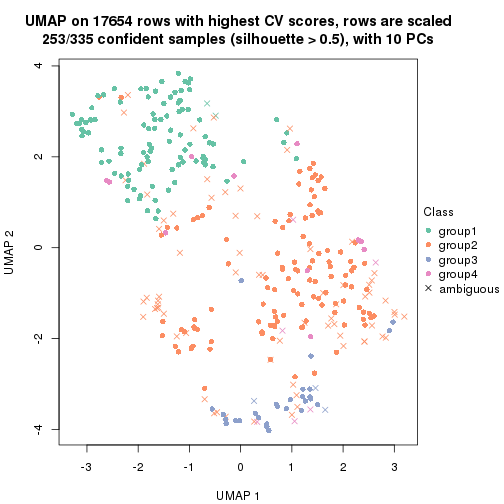 UMAP on 17654 rows with highest CV scores, rows are scaled
253/335 confident samples (silhouette > 0.5), with 10 PCs
4
2
0
-2
-4
UMAP 2
-3 -2 -1 0 1 2 3
UMAP 1
Class
group1
group2
group3
group4
ambiguous